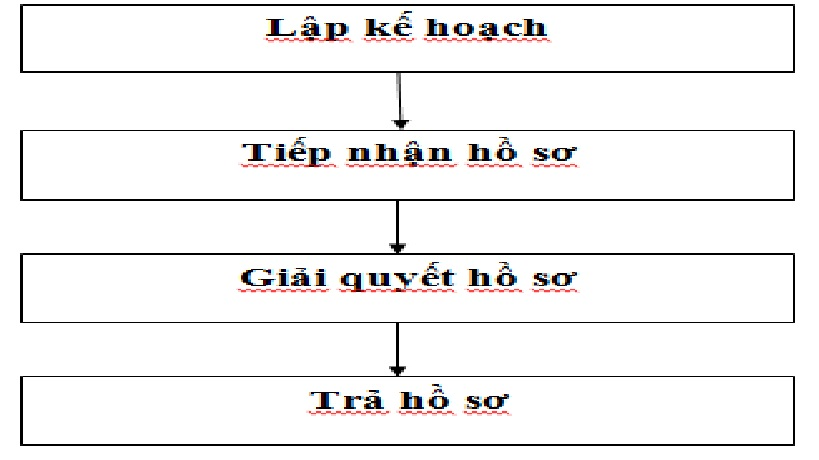 Lập kế hoạch
Tiếp nhận hồ sơ
Giải quyết hồ sơ
Trả hồ sơ